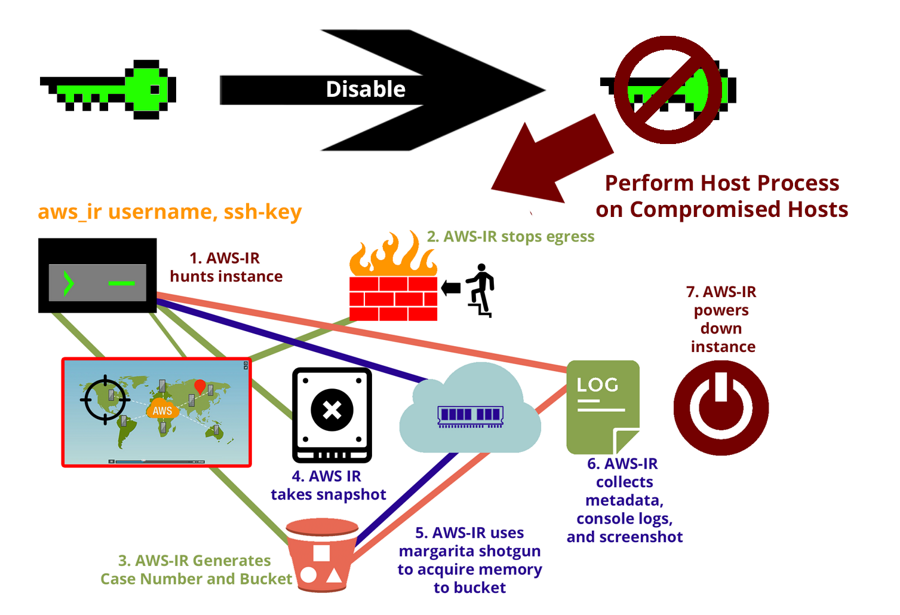 Disable
Perform Host Process
on Compromised Hosts
aws_ir username, ssh-key
1. AWS-IR
hunts instance
2. AWS-IR stops egress
7. AWS-IR
powers
down
instance
AWS
LOG
4. AWS IR
takes snapshot
6. AWS-IR
collects
metadata,
console logs,
and screenshot
3. AWS-IR Generates
Case Number and Bucket
5. AWS-IR uses
margarita shotgun
to acquire memory
to bucket